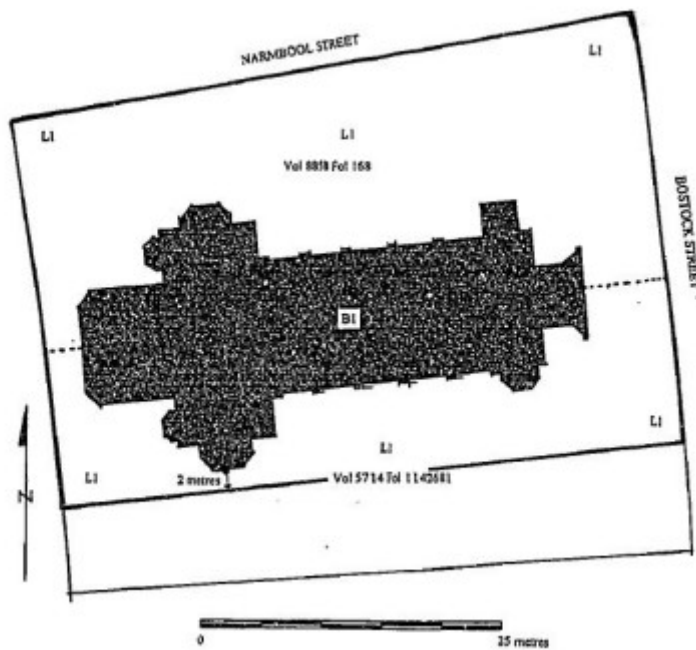 NARMBOOL STREET
L1
L1
L1
Vol 8858 Fol 168
BOSTOCK STREET
B1
L1
L1
L1
2 metres
Vol 5714 Fol 1142681
N
0
25 metres